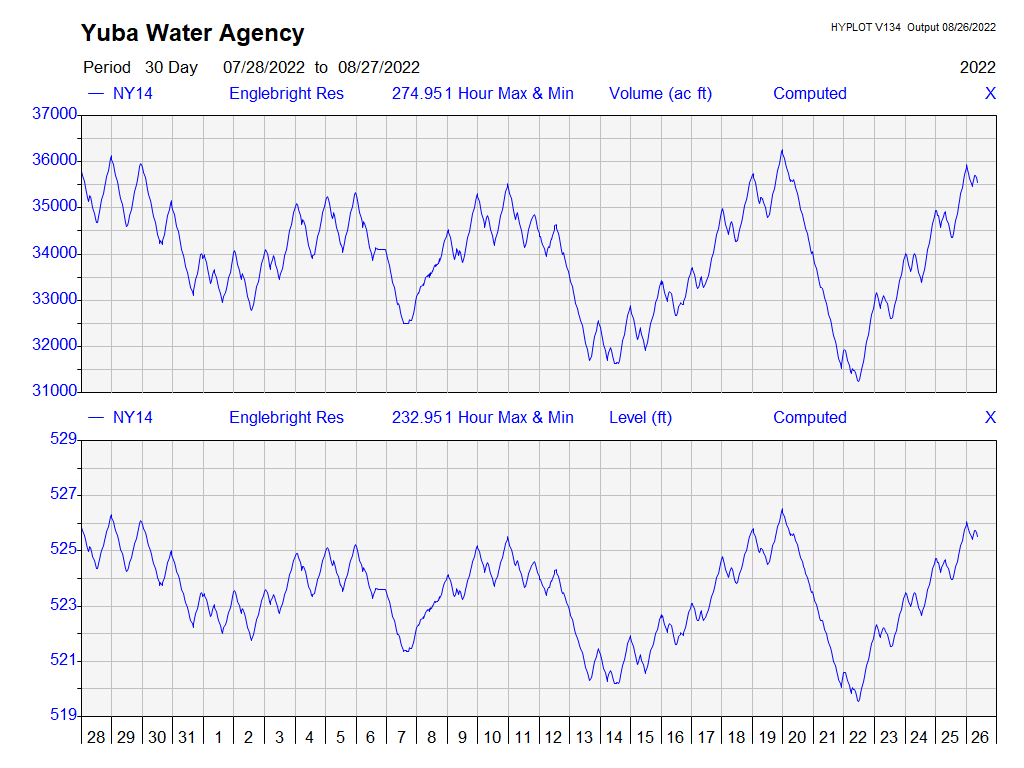 Yuba Water Agency
HYPLOT V134 Output 08/26/2022
Period 30 Day 07/28/2022 to 08/27/2022 2022
NY14 Englebright Res 274.951 Hour Max & Min Volume (ac ft) Computed X
37000
36000
35000
34000
33000
32000
31000
NY14 Englebright Res 232.951 Hour Max & Min Level (ft) Computed X
529
527
525
523
521
519
28 29 30 31 1 2 3 4 5 6 7 8 9 10 11 12 13 14 15 16 17 18 19 20 21 22 23 24 25 26